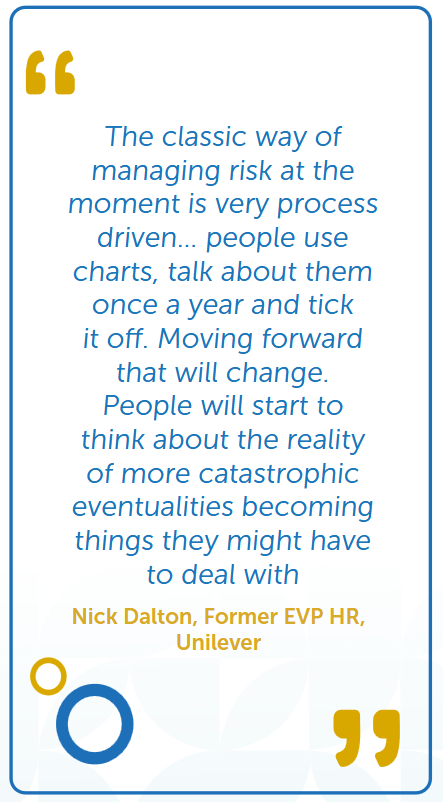 “
The classic way of
managing risk at the
moment is very process
driven... people use
charts, talk about them
once a year and tick
it off. Moving forward
that will change.
People will start to
think about the reality
of more catastrophic
eventualities becoming
things they might have
to deal with
Nick Dalton, Former EVP HR,
Unilever
”